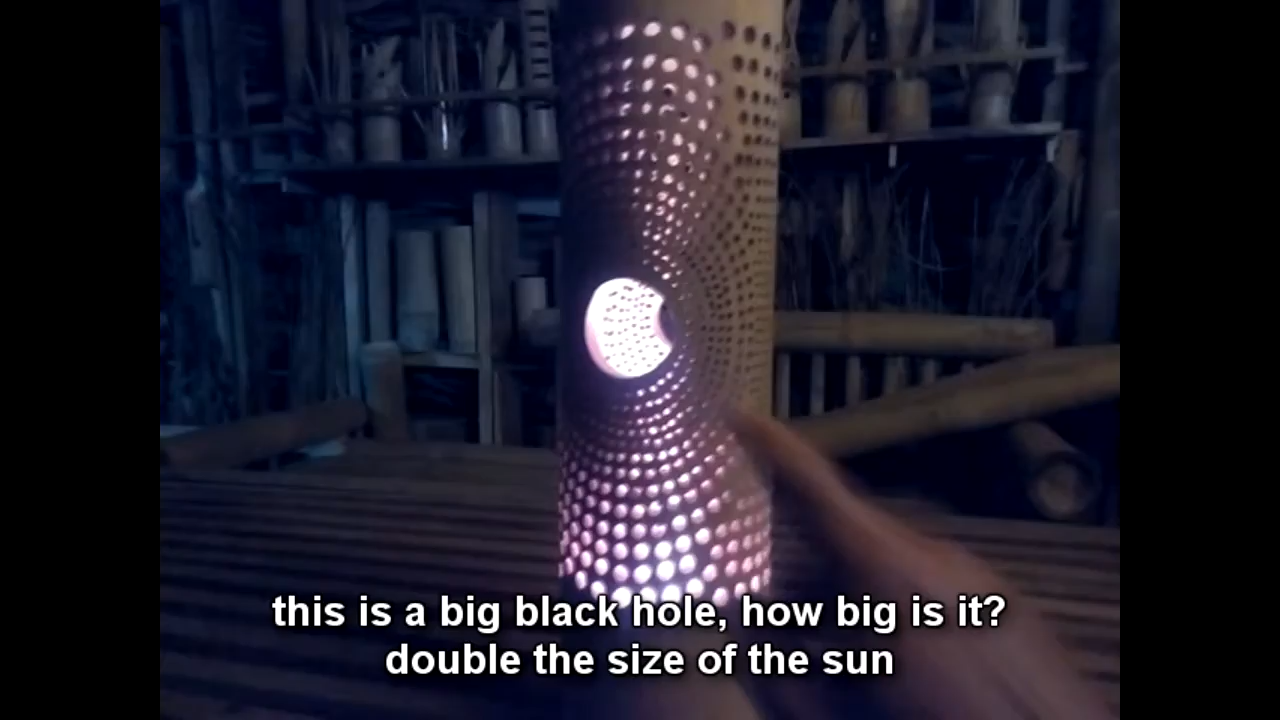 this is a big black hole, how big is it?
double the size of the sun